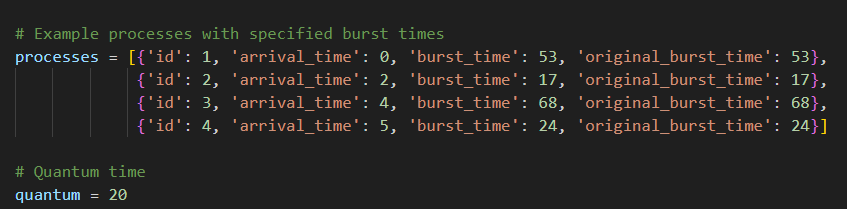 # Example processes with specified burst times
processes = [{'id': 1, 'arrival_time': 0, 'burst_time': 53, 'original_burst_time': 53},
{'id': 2, 'arrival_time': 2, 'burst_time': 17, 'original_burst_time': 17},
{'id': 3, 'arrival_time': 4, 'burst_time': 68, 'original_burst_time': 68},
{'id': 4, 'arrival_time': 5, 'burst_time': 24, 'original_burst_time': 24}]
# Quantum time
quantum = 20